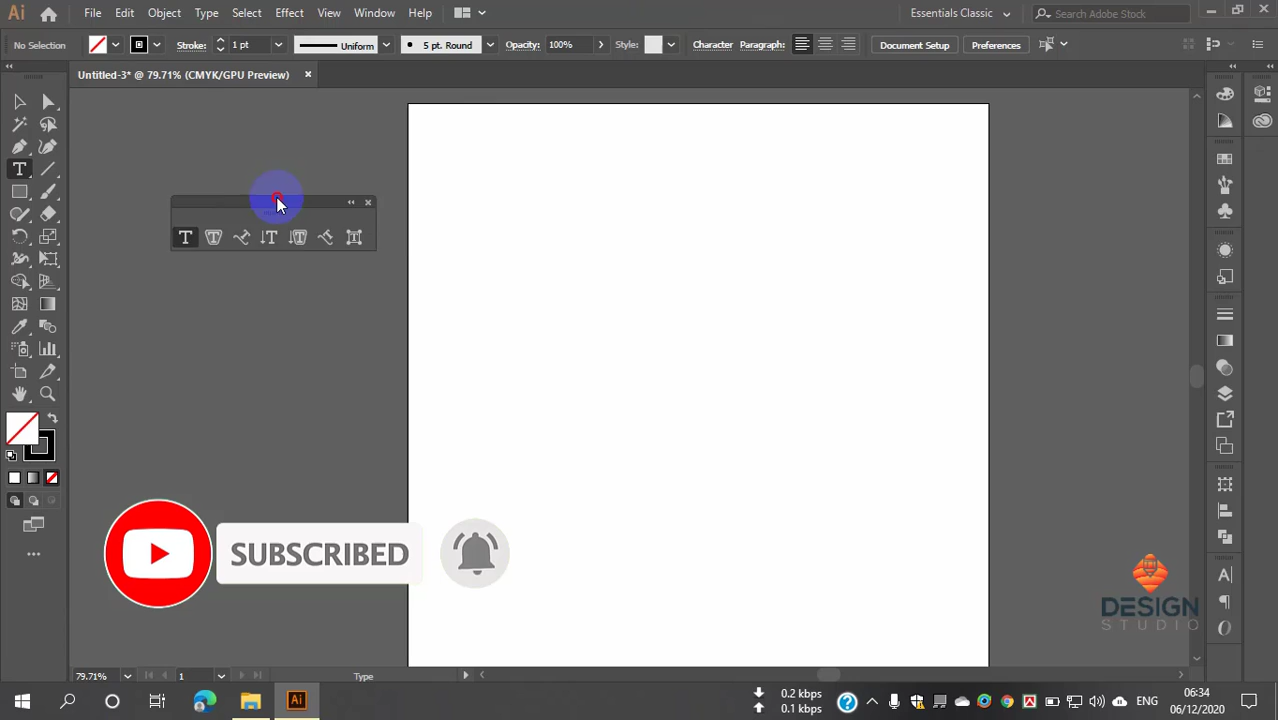 Ai File Edit Object Type Select Effect View Window Help Essentials Classic Search Adobe Stock
No Selection Stroke: 1 pt Uniform 5 pt. Round Opacity: 100% Style: Character Paragraph: Document Setup Preferences
Untitled-3* @ 79.71% (CMYK/GPU Preview)
SUBSCRIBED
DESIGN
STUDIO
79.71% 1 Type
Ai 0.2 kbps 0.1 kbps ENG 06:34 06/12/2020